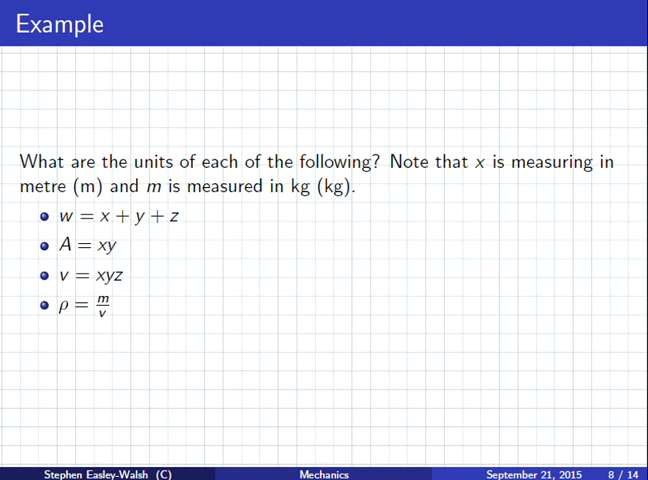 Example
What are the units of each of the following? Note that x is measuring in
metre (m) and m is measured in kg (kg).
w = x + y + z
A = xy
v = xyz
ρ = m/v
Stephen Easley-Walsh (C) Mechanics September 21, 2015 8 / 14